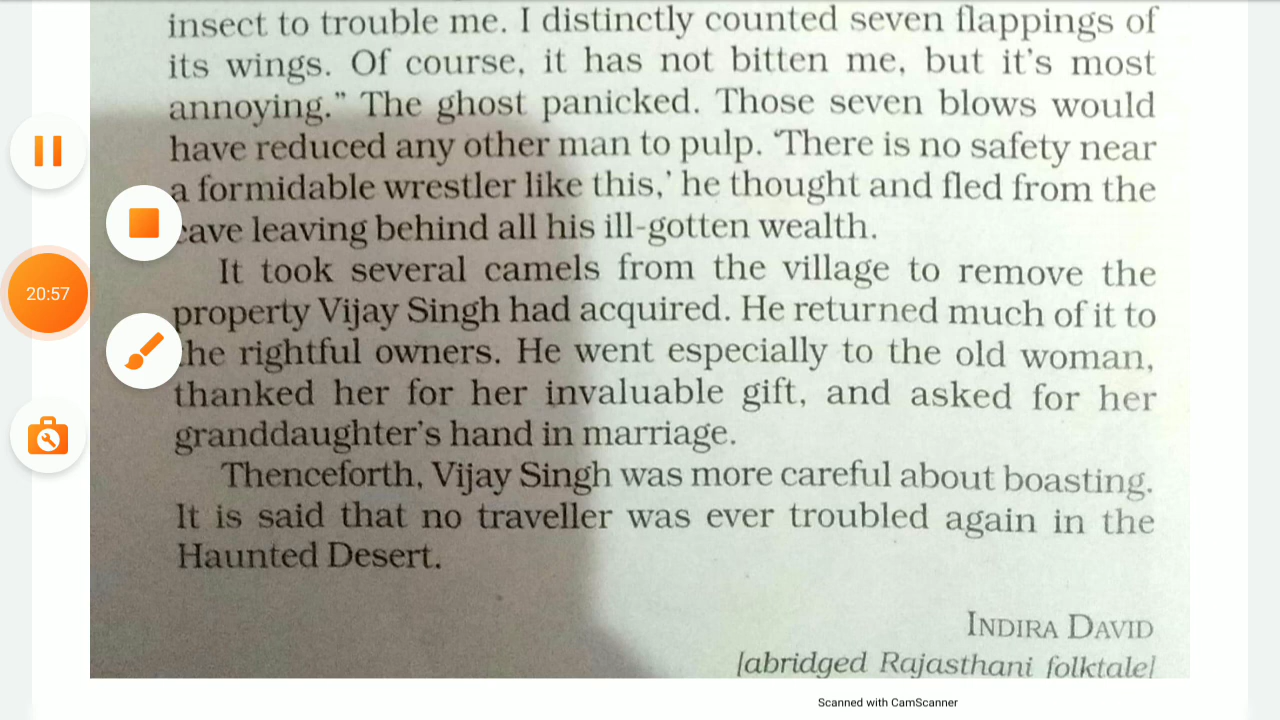 insect to trouble me. I distinctly counted seven flappings of
its wings. Of course, it has not bitten me, but it's most
annoying." The ghost panicked. Those seven blows would
have reduced any other man to pulp. 'There is no safety near
a formidable wrestler like this,' he thought and fled from the
cave leaving behind all his ill-gotten wealth.
It took several camels from the village to remove the
property Vijay Singh had acquired. He returned much of it to
the rightful owners. He went especially to the old woman,
thanked her for her invaluable gift, and asked for her
granddaughter's hand in marriage.
Thenceforth, Vijay Singh was more careful about boasting.
It is said that no traveller was ever troubled again in the
Haunted Desert.
INDIRA DAVID
[abridged Rajasthani folktale]
20:57
Scanned with CamScanner